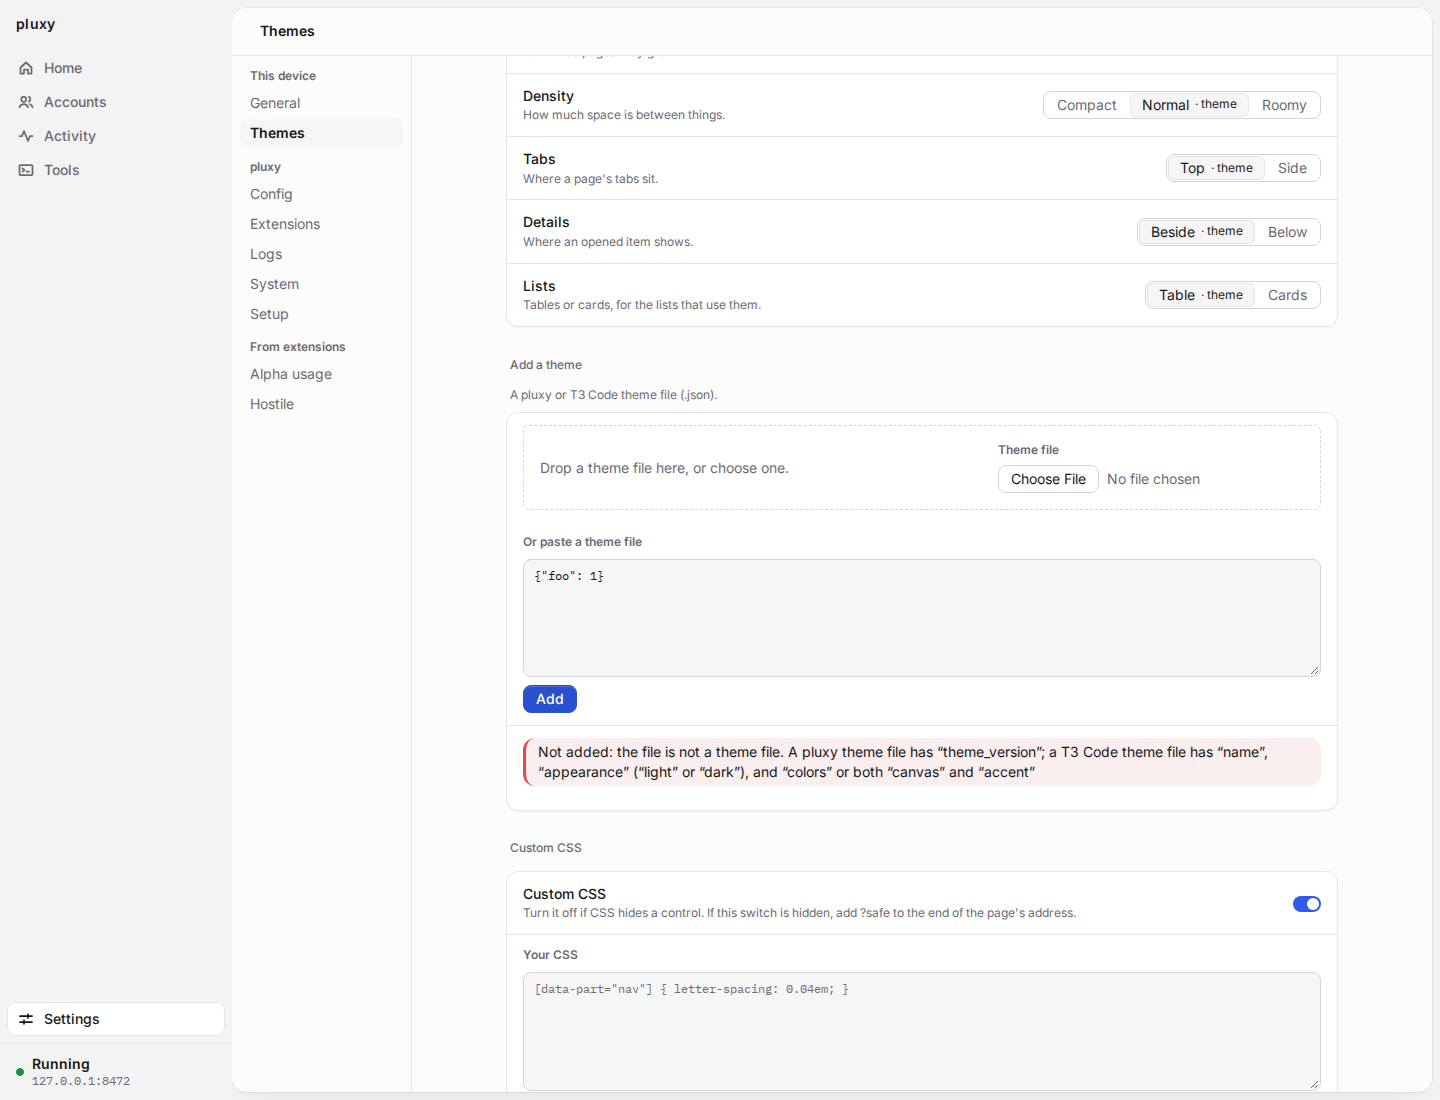 pluxy
Home
Accounts
Activity
Tools
Settings
Running
127.0.0.1:8472
Themes
This device
General
Themes
pluxy
Config
Extensions
Logs
System
Setup
From extensions
Alpha usage
Hostile
Density
How much space is between things.
Compact Normal · theme Roomy
Tabs
Where a page's tabs sit.
Top · theme Side
Details
Where an opened item shows.
Beside · theme Below
Lists
Tables or cards, for the lists that use them.
Table · theme Cards
Add a theme
A pluxy or T3 Code theme file (.json).
Drop a theme file here, or choose one.
Theme file
Choose File No file chosen
Or paste a theme file
{"foo": 1}
Add
Not added: the file is not a theme file. A pluxy theme file has “theme_version”; a T3 Code theme file has “name”,
“appearance” (“light” or “dark”), and “colors” or both “canvas” and “accent”
Custom CSS
Custom CSS
Turn it off if CSS hides a control. If this switch is hidden, add ?safe to the end of the page's address.
Your CSS
[data-part="nav"] { letter-spacing: 0.04em; }